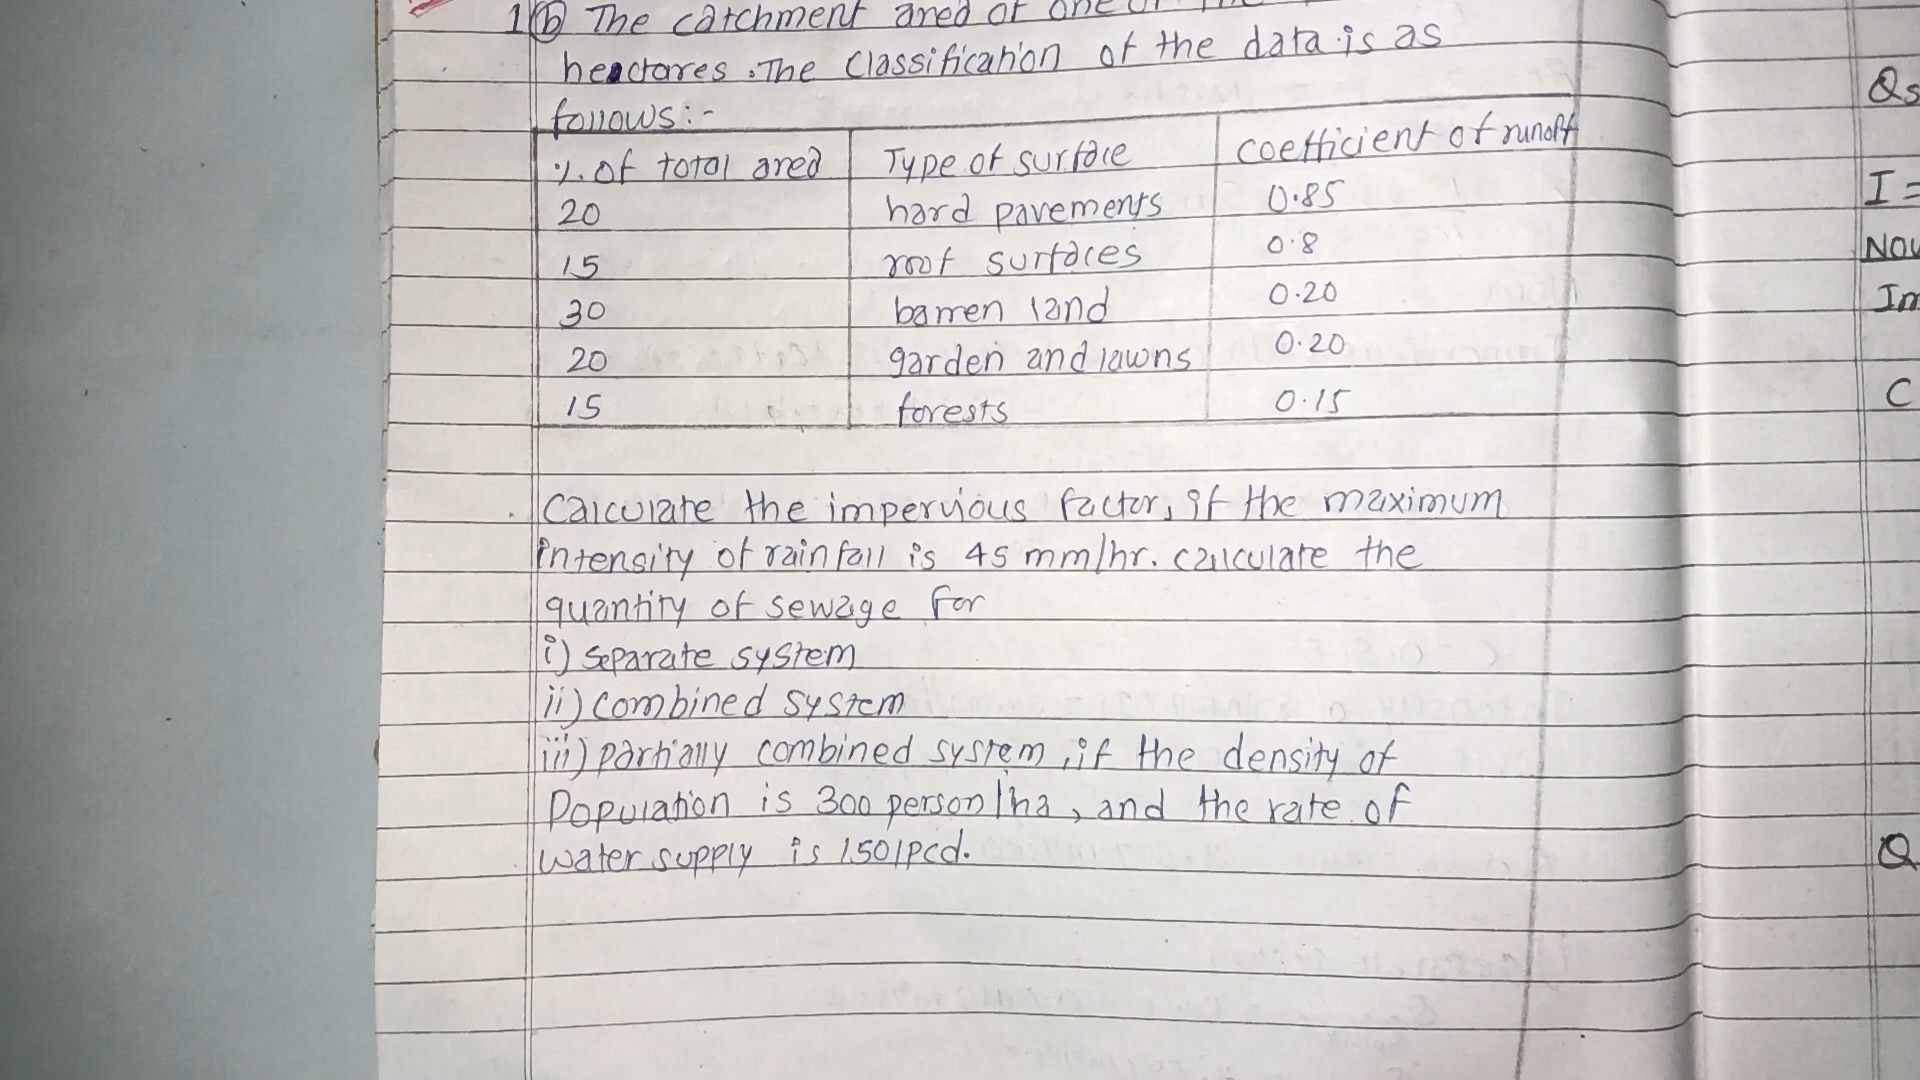 1(b) The catchment area of one of the
hectares. The classification of the data is as
follows:-
%. of total area Type of surface coefficient of runoff
20 hard pavements 0.85
15 roof surfaces 0.8
30 barren land 0.20
20 garden and lawns 0.20
15 forests 0.15
calculate the impervious factor, if the maximum
intensity of rainfall is 45 mm/hr. calculate the
quantity of sewage for
i) separate system
ii) combined system
iii) partially combined system, if the density of
population is 300 person/ha, and the rate of
water supply is 150lpcd.
Qs
I =
Now
Im
C
Q